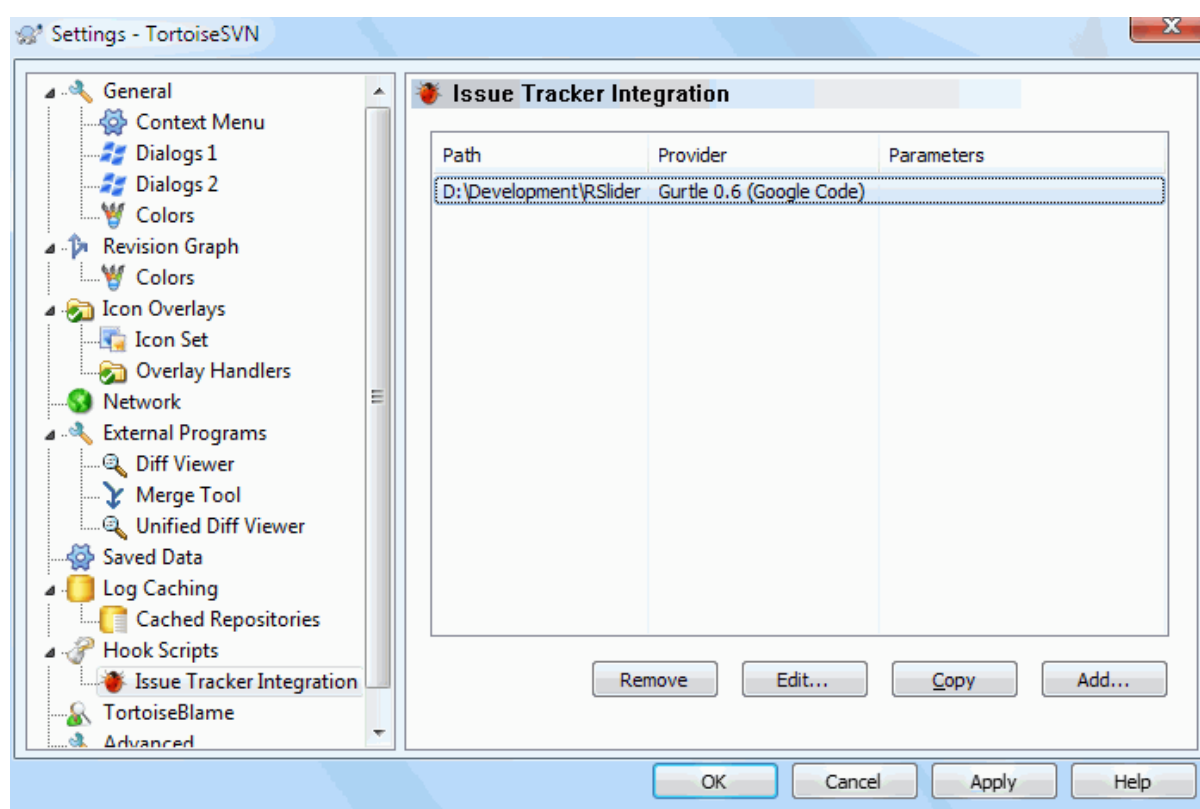 Settings - TortoiseSVN
General
Context Menu
Dialogs 1
Dialogs 2
Colors
Revision Graph
Colors
Icon Overlays
Icon Set
Overlay Handlers
Network
External Programs
Diff Viewer
Merge Tool
Unified Diff Viewer
Saved Data
Log Caching
Cached Repositories
Hook Scripts
Issue Tracker Integration
TortoiseBlame
Advanced
Issue Tracker Integration
Path Provider Parameters
D:\Development\RSlider Gurtle 0.6 (Google Code)
Remove Edit... Copy Add...
OK Cancel Apply Help